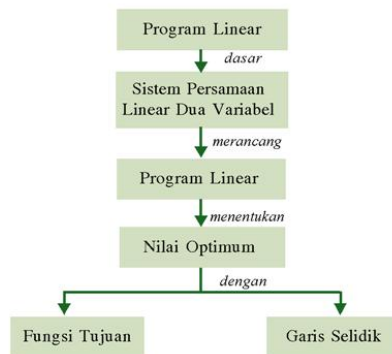 Program Linear
dasar
Sistem Persamaan
Linear Dua Variabel
merancang
Program Linear
menentukan
Nilai Optimum
dengan
Fungsi Tujuan
Garis Selidik